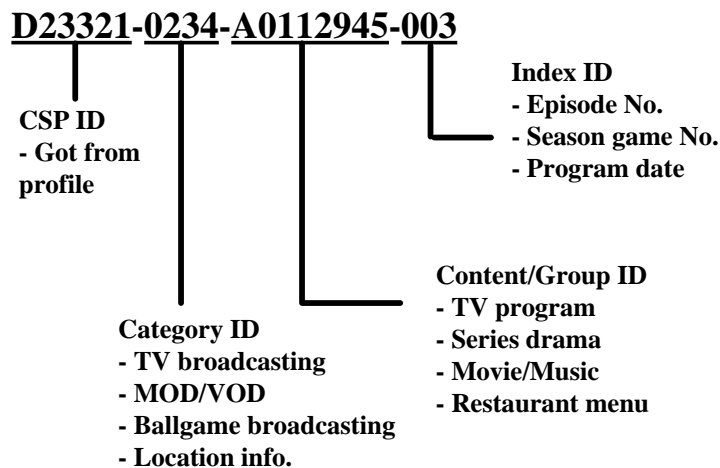 D23321-0234-A0112945-003
CSP ID
- Got from
profile
Index ID
- Episode No.
- Season game No.
- Program date
Category ID
- TV broadcasting
- MOD/VOD
- Ballgame broadcasting
- Location info.
Content/Group ID
- TV program
- Series drama
- Movie/Music
- Restaurant menu